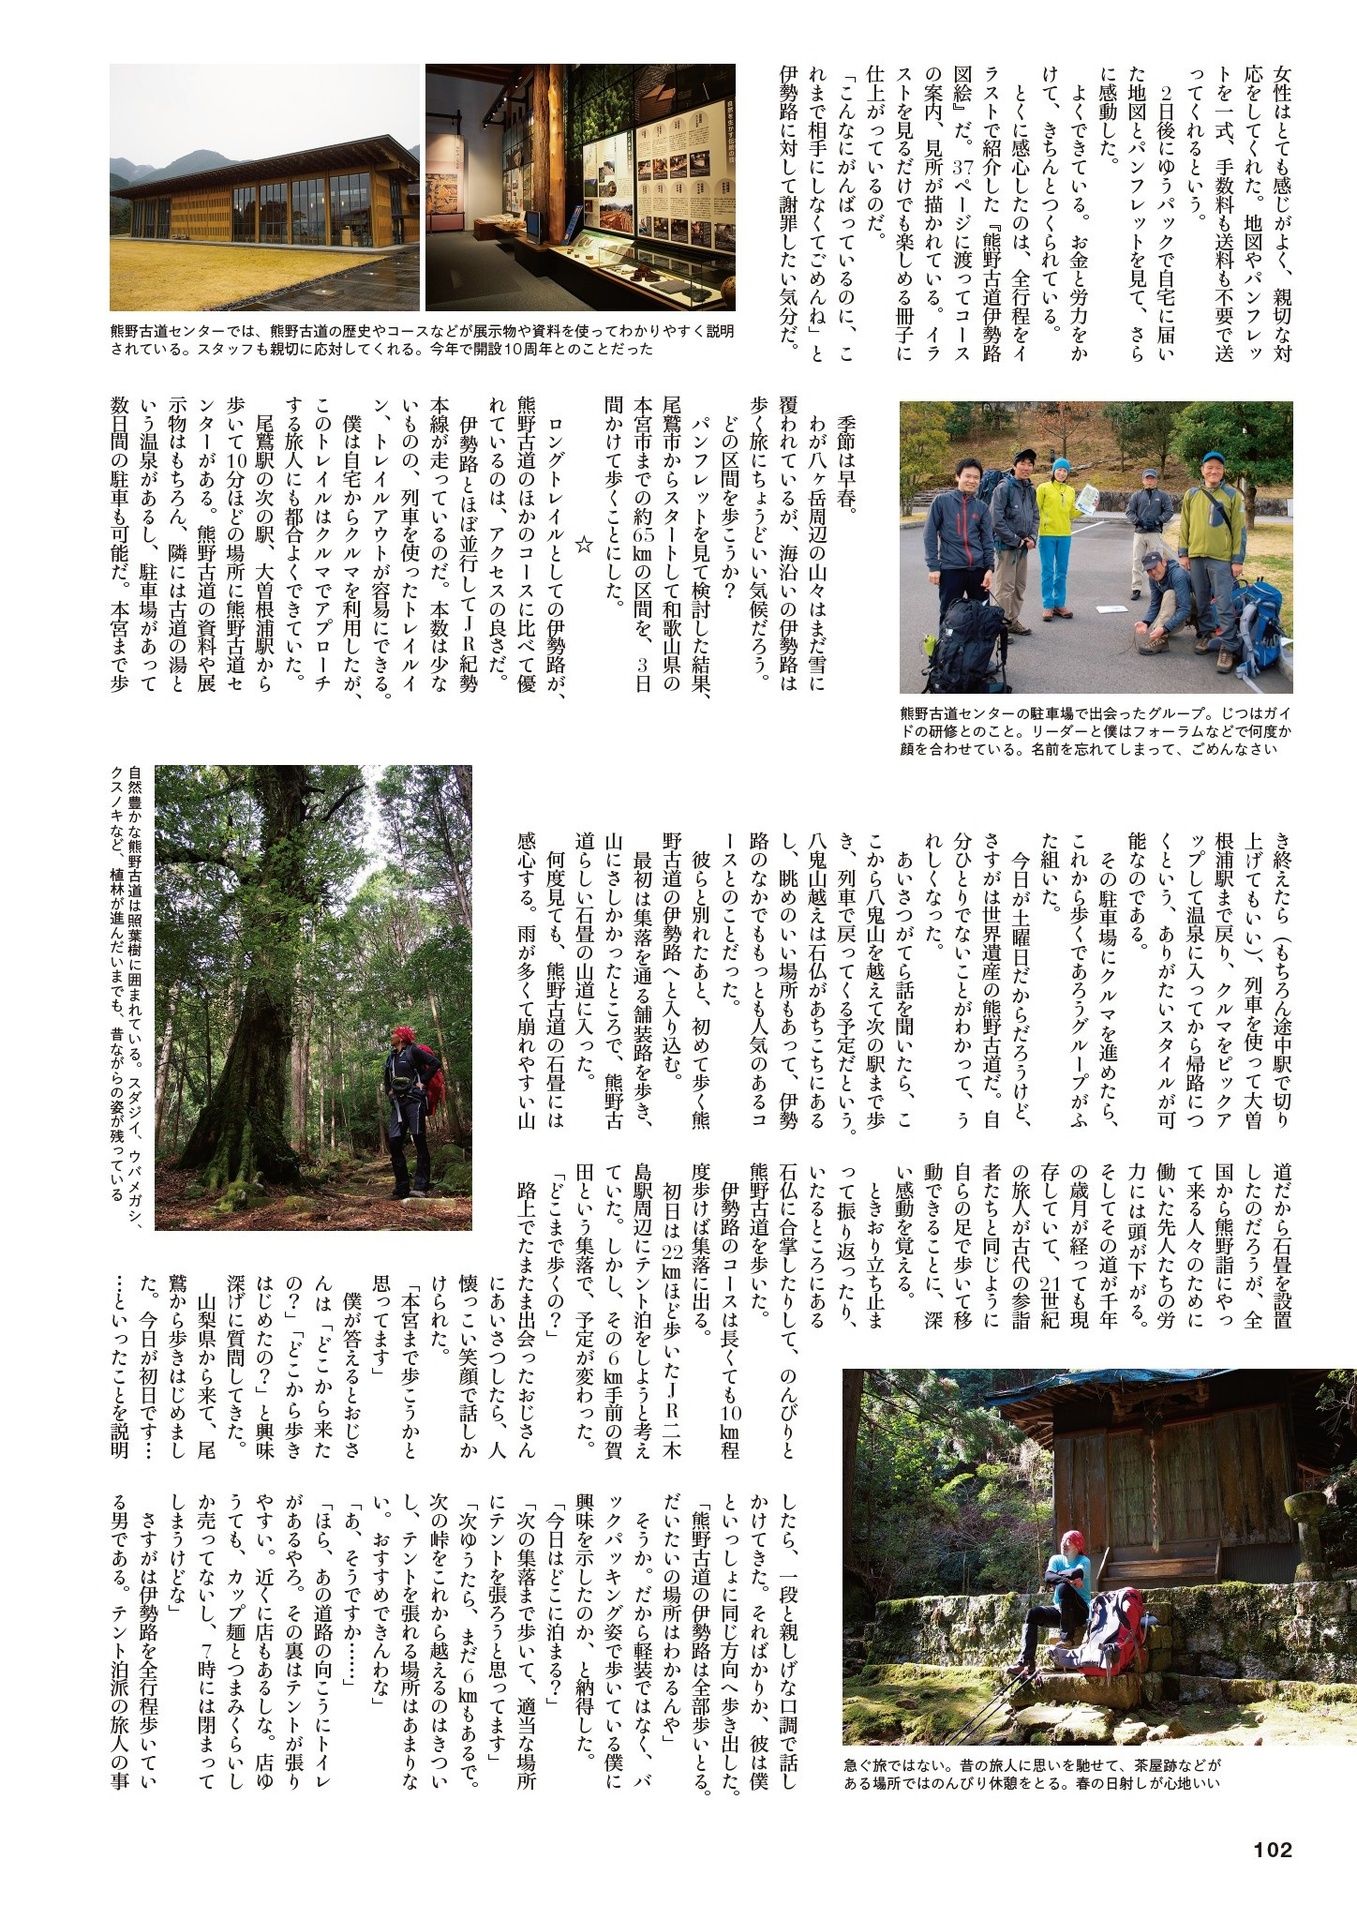 女性はとても感じがよく、親切な対
応をしてくれた。地図やパンフレッ
トを一式、手数料も送料も不要で送
ってくれるという。
２日後にゆうパックで自宅に届い
た地図とパンフレットを見て、さら
に感動した。
よくできている。お金と労力をか
けて、きちんとつくられている。
とくに感心したのは、全行程をイ
ラストで紹介した『熊野古道伊勢路
図絵』だ。37ページに渡ってコース
の案内、見所が描かれている。イラ
ストを見るだけでも楽しめる冊子に
仕上がっているのだ。
「こんなにがんばっているのに、こ
れまで相手にしなくてごめんね」と
伊勢路に対して謝罪したい気分だ。
熊野古道センターでは、熊野古道の歴史やコースなどが展示物や資料を使ってわかりやすく説明
されている。スタッフも親切に応対してくれる。今年で開設10周年とのことだった
季節は早春。
わが八ヶ岳周辺の山々はまだ雪に
覆われているが、海沿いの伊勢路は
歩く旅にちょうどいい気候だろう。
どの区間を歩こうか？
パンフレットを見て検討した結果、
尾鷲市からスタートして和歌山県の
本宮市までの約65㎞の区間を、３日
間かけて歩くことにした。
☆
ロングトレイルとしての伊勢路が、
熊野古道のほかのコースに比べて優
れているのは、アクセスの良さだ。
伊勢路とほぼ並行してＪＲ紀勢
本線が走っているのだ。本数は少な
いものの、列車を使ったトレイルイ
ン、トレイルアウトが容易にできる。
僕は自宅からクルマを利用したが、
このトレイルはクルマでアプローチ
する旅人にも都合よくできていた。
尾鷲駅の次の駅、大曽根浦駅から
歩いて10分ほどの場所に熊野古道セ
ンターがある。熊野古道の資料や展
示物はもちろん、隣には古道の湯と
いう温泉があるし、駐車場があって
数日間の駐車も可能だ。本宮まで歩
熊野古道センターの駐車場で出会ったグループ。じつはガイ
ドの研修とのこと。リーダーと僕はフォーラムなどで何度か
顔を合わせている。名前を忘れてしまって、ごめんなさい
き終えたら（もちろん途中駅で切り
上げてもいい）、列車を使って大曽
根浦駅まで戻り、クルマをピックア
ップして温泉に入ってから帰路につ
くという、ありがたいスタイルが可
能なのである。
その駐車場にクルマを進めたら、
これから歩くであろうグループがふ
た組いた。
今日が土曜日だからだろうけど、
さすがは世界遺産の熊野古道だ。自
分ひとりでないことがわかって、う
れしくなった。
あいさつがてら話を聞いたら、こ
こから八鬼山を越えて次の駅まで歩
き、列車で戻ってくる予定だという。
八鬼山越えは石仏があちこちにある
し、眺めのいい場所もあって、伊勢
路のなかでももっとも人気のあるコ
ースとのことだった。
彼らと別れたあと、初めて歩く熊
野古道の伊勢路へと入り込む。
最初は集落を通る舗装路を歩き、
山にさしかかったところで、熊野古
道らしい石畳の山道に入った。
何度見ても、熊野古道の石畳には
感心する。雨が多くて崩れやすい山
自然豊かな熊野古道は照葉樹に囲まれている。スダジイ、ウバメガシ、
クスノキなど、植林が進んだいまでも、昔ながらの姿が残っている
道だから石畳を設置
したのだろうが、全
国から熊野詣にやっ
て来る人々のために
働いた先人たちの労
力には頭が下がる。
そしてその道が千年
の歳月が経っても現
存していて、21世紀
の旅人が古代の参詣
者たちと同じように
自らの足で歩いて移
動できることに、深
い感動を覚える。
ときおり立ち止ま
って振り返ったり、
いたるところにある
石仏に合掌したりして、のんびりと
熊野古道を歩いた。
伊勢路のコースは長くても10㎞程
度歩けば集落に出る。
初日は22㎞ほど歩いたＪＲ二木
島駅周辺にテント泊をしようと考え
ていた。しかし、その６㎞手前の賀
田という集落で、予定が変わった。
「どこまで歩くの？」
路上でたまたま出会ったおじさん
にあいさつしたら、人
懐っこい笑顔で話しか
けられた。
「本宮まで歩こうかと
思ってます」
僕が答えるとおじさ
んは「どこから来た
の？」「どこから歩き
はじめたの？」と興味
深げに質問してきた。
山梨県から来て、尾
鷲から歩きはじめまし
た。今日が初日です…
…といったことを説明
急ぐ旅ではない。昔の旅人に思いを馳せて、茶屋跡などが
ある場所ではのんびり休憩をとる。春の日射しが心地いい
したら、一段と親しげな口調で話し
かけてきた。そればかりか、彼は僕
といっしょに同じ方向へ歩き出した。
「熊野古道の伊勢路は全部歩いとる。
だいたいの場所はわかるんや」
そうか。だから軽装ではなく、バ
ックパッキング姿で歩いている僕に
興味を示したのか、と納得した。
「今日はどこに泊まる？」
「次の集落まで歩いて、適当な場所
にテントを張ろうと思ってます」
「次ゆうたら、まだ６㎞もあるで。
次の峠をこれから越えるのはきつい
し、テントを張れる場所はあまりな
い。おすすめできんわな」
「あ、そうですか……」
「ほら、あの道路の向こうにトイレ
があるやろ。その裏はテントが張り
やすい。近くに店もあるしな。店ゆ
うても、カップ麺とつまみくらいし
か売ってないし、７時には閉まって
しまうけどな」
さすがは伊勢路を全行程歩いてい
る男である。テント泊派の旅人の事
102